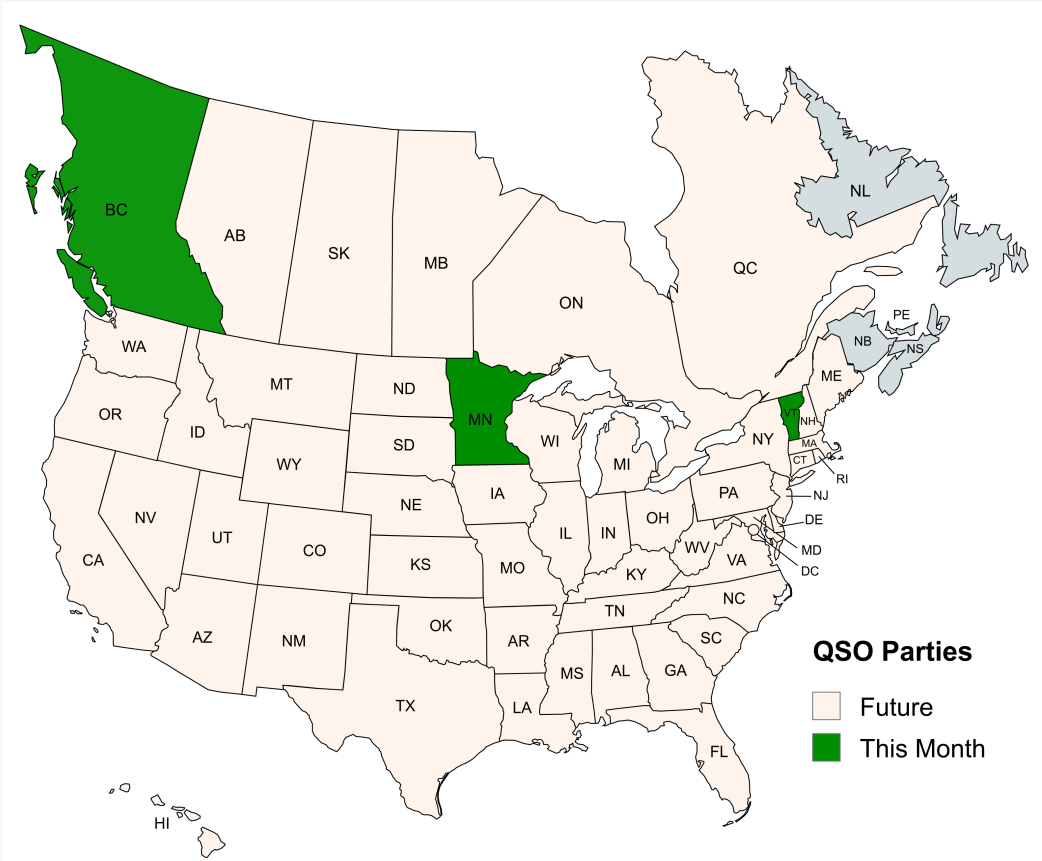 NL
BC
AB
SK
MB
QC
ON
PE
NB
NS
WA
MT
ND
ME
OR
ID
MN
VT
NH
WI
NY
MA
SD
WY
MI
CT
RI
IA
PA
NJ
NE
NV
UT
CO
IL
IN
OH
DE
WV
MD
VA
DC
CA
KS
MO
KY
NC
TN
AZ
NM
OK
AR
SC
MS
AL
GA
TX
LA
FL
HI
QSO Parties
Future
This Month